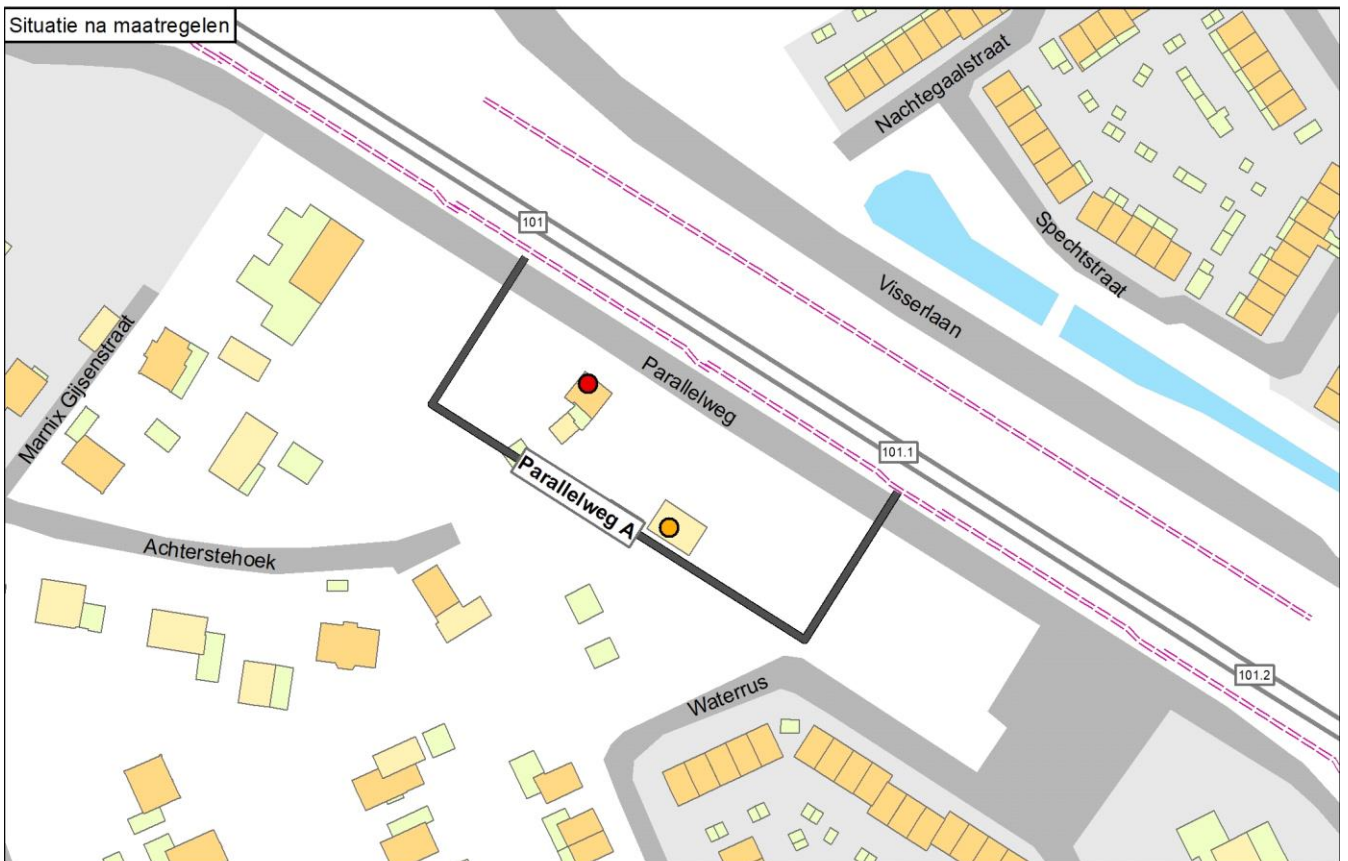 Situatie na maatregelen
Nachtegaalstraat
101
Spechtstraat
Visserlaan
Marnix Gijsenstraat
Parallelweg
101.1
Parallelweg A
Achterstehoek
101.2
Waterrus